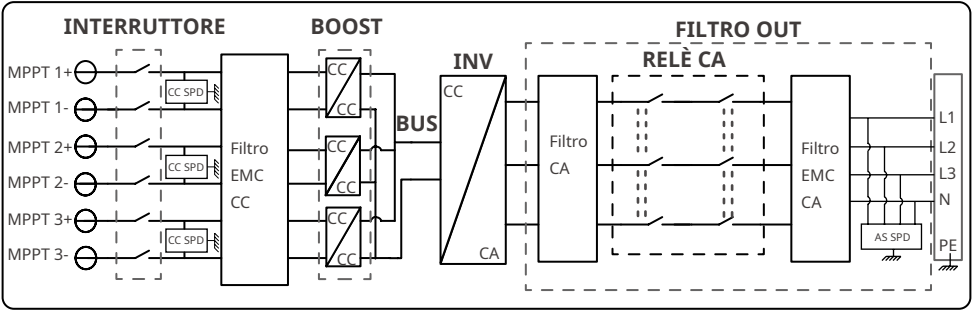 INTERRUTTORE
BOOST
INV
FILTRO OUT
RELÈ CA
MPPT 1+
MPPT 1-
MPPT 2+
MPPT 2-
MPPT 3+
MPPT 3-
CC SPD
CC SPD
CC SPD
Filtro
EMC
CC
CC
CC
CC
CC
CC
CC
BUS
CC
CA
Filtro
CA
Filtro
EMC
CA
L1
L2
L3
N
PE
AS SPD